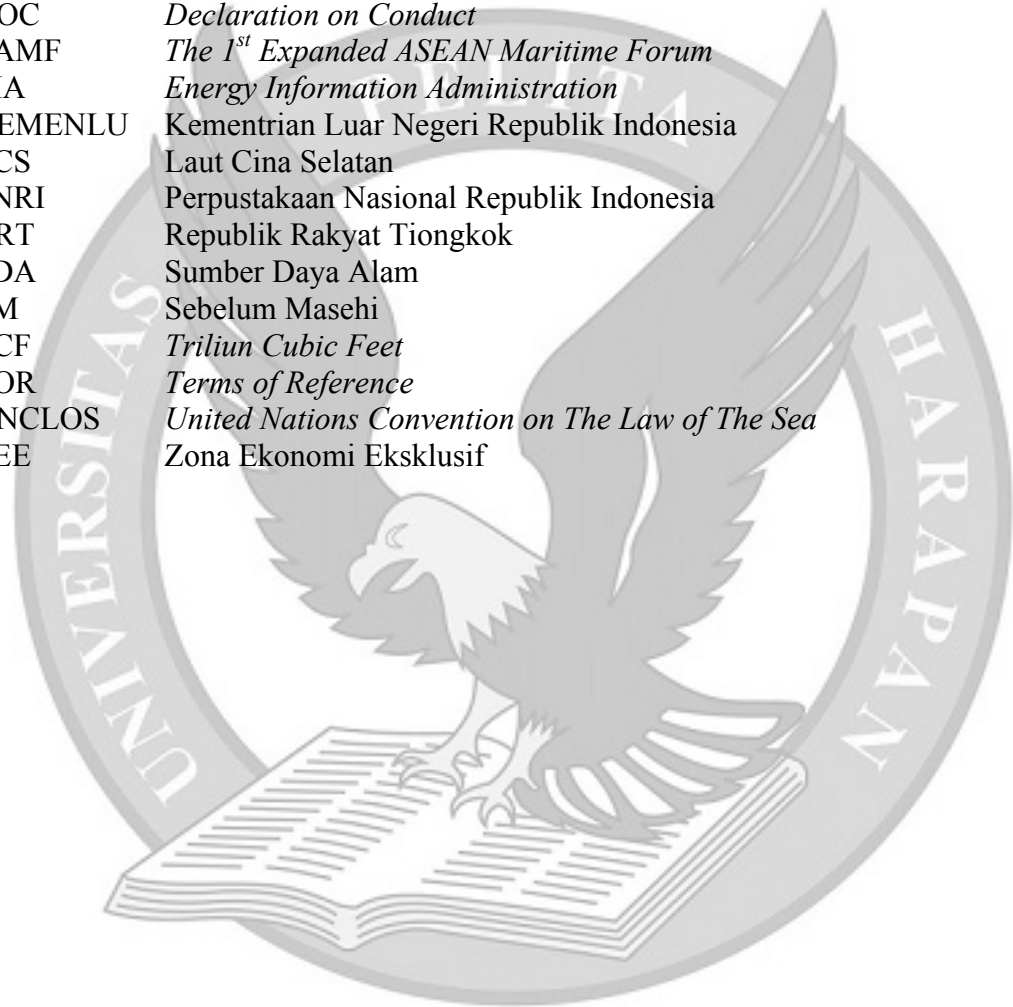 OC Declaration on Conduct
AMF The 1st Expanded ASEAN Maritime Forum
IA Energy Information Administration
EMENLU Kementrian Luar Negeri Republik Indonesia
CS Laut Cina Selatan
NRI Perpustakaan Nasional Republik Indonesia
RT Republik Rakyat Tiongkok
DA Sumber Daya Alam
M Sebelum Masehi
CF Triliun Cubic Feet
OR Terms of Reference
NCLOS United Nations Convention on The Law of The Sea
EE Zona Ekonomi Eksklusif
UNIVERSITAS PELITA HARAPAN